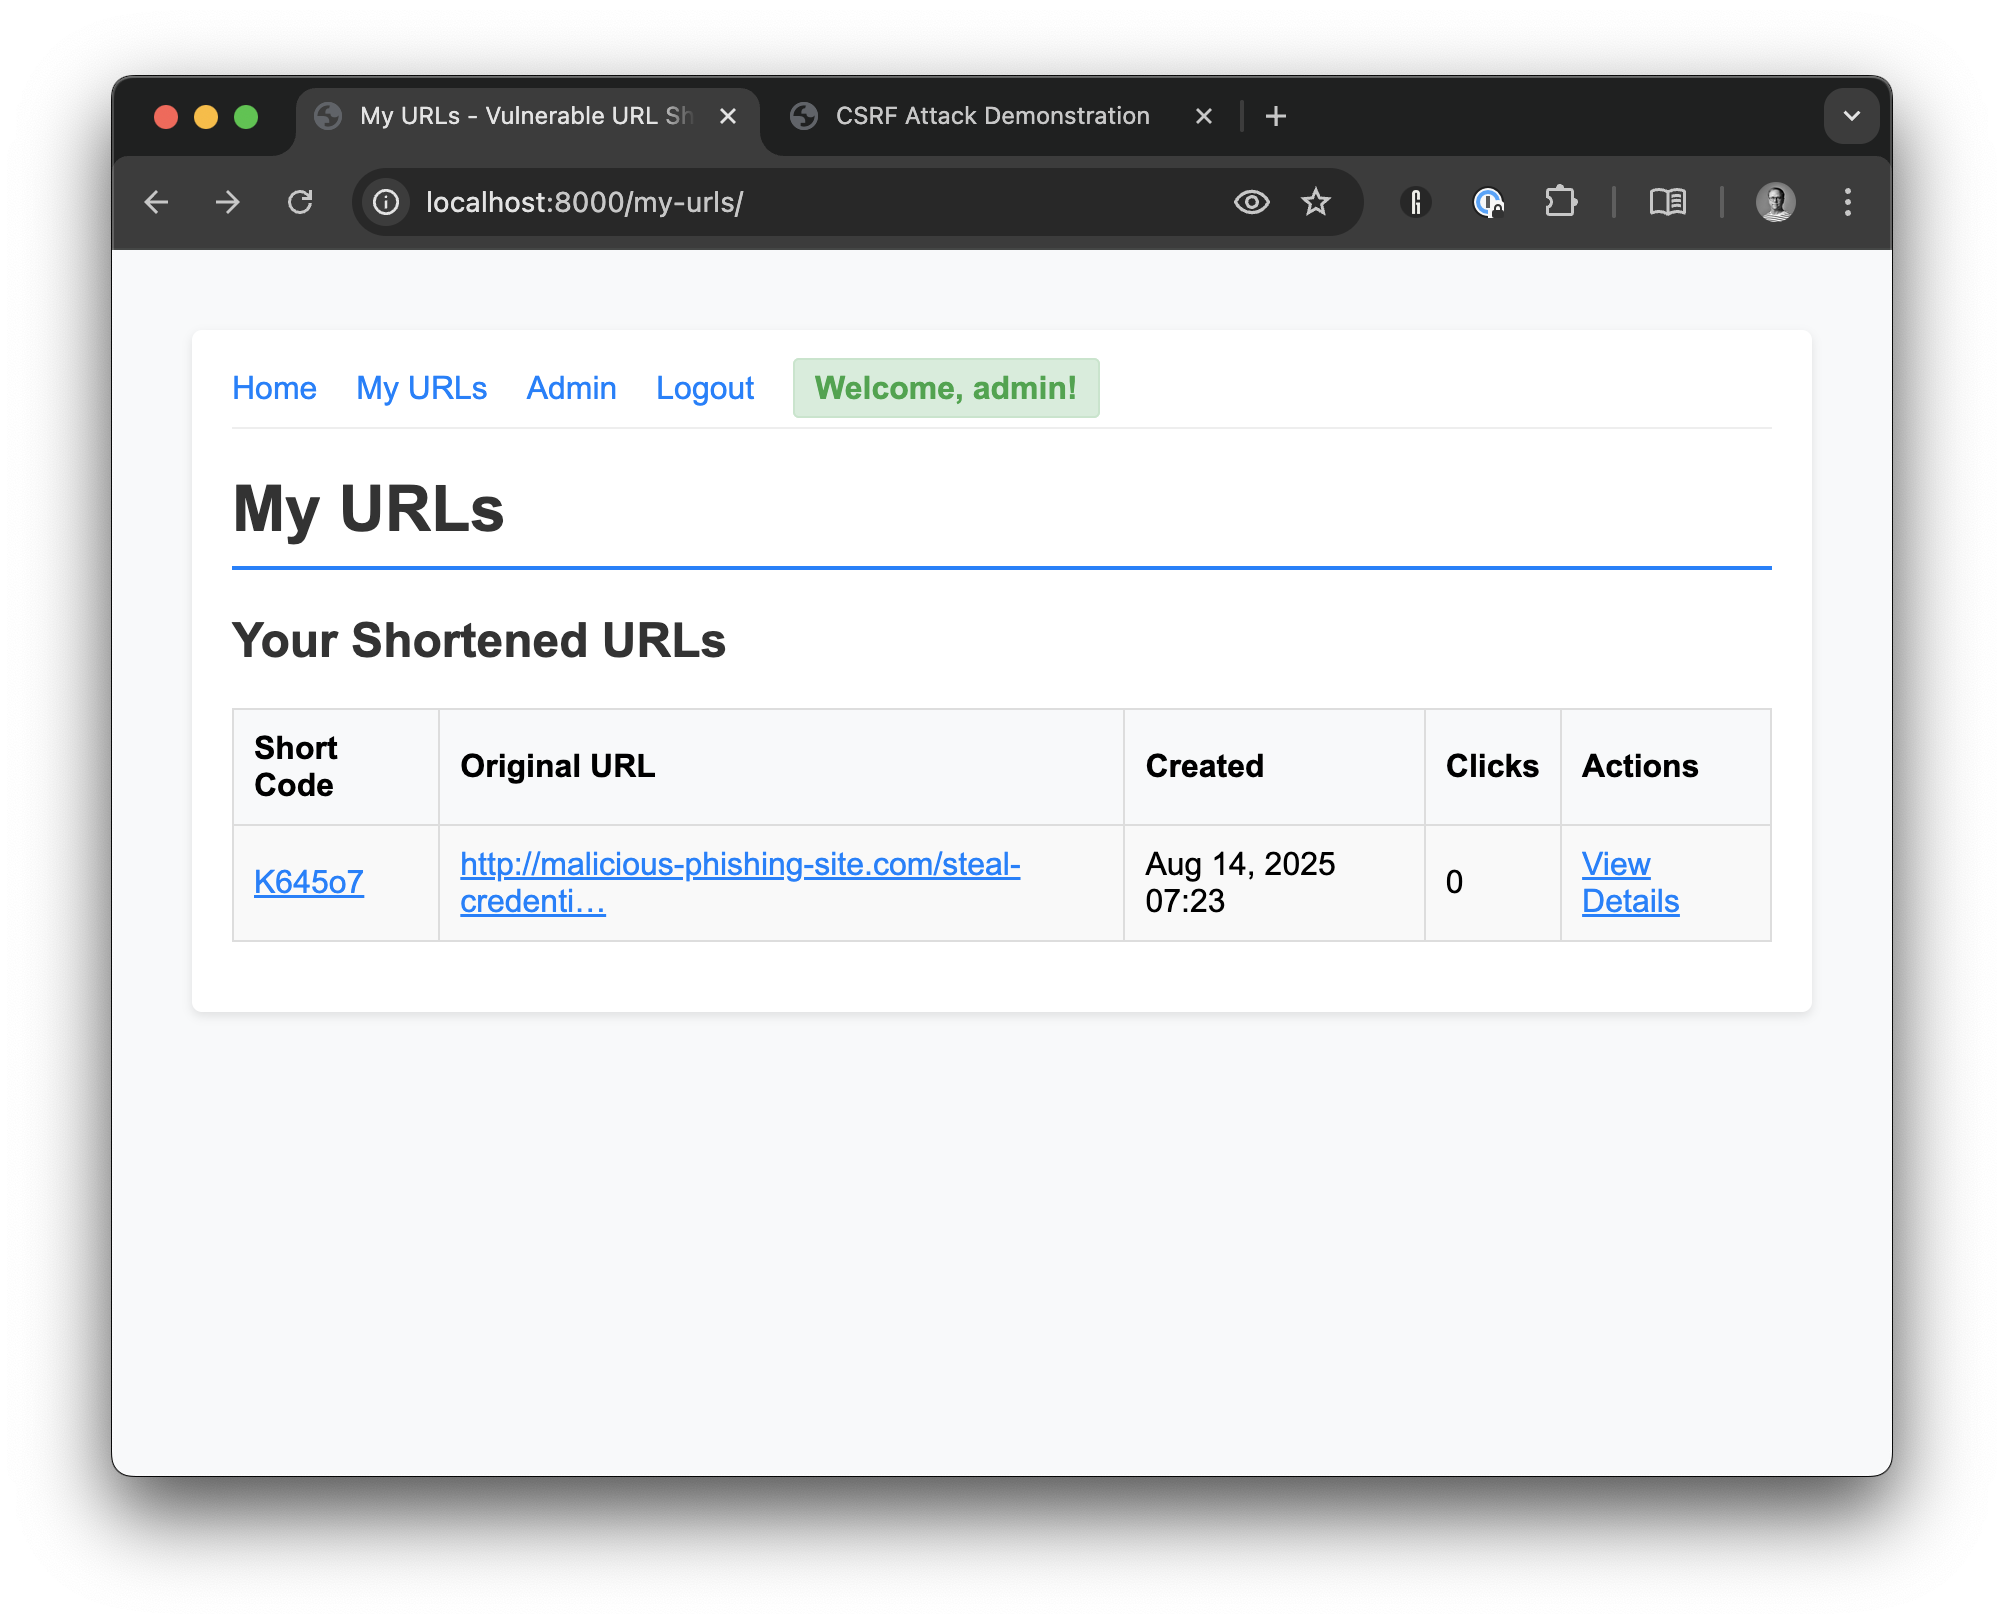 My URLs - Vulnerable URL Sh
CSRF Attack Demonstration
localhost:8000/my-urls/
Home My URLs Admin Logout Welcome, admin!
My URLs
Your Shortened URLs
Short
Code
Original URL
Created
Clicks
Actions
K645o7
http://malicious-phishing-site.com/steal-
credenti…
Aug 14, 2025
07:23
0
View
Details